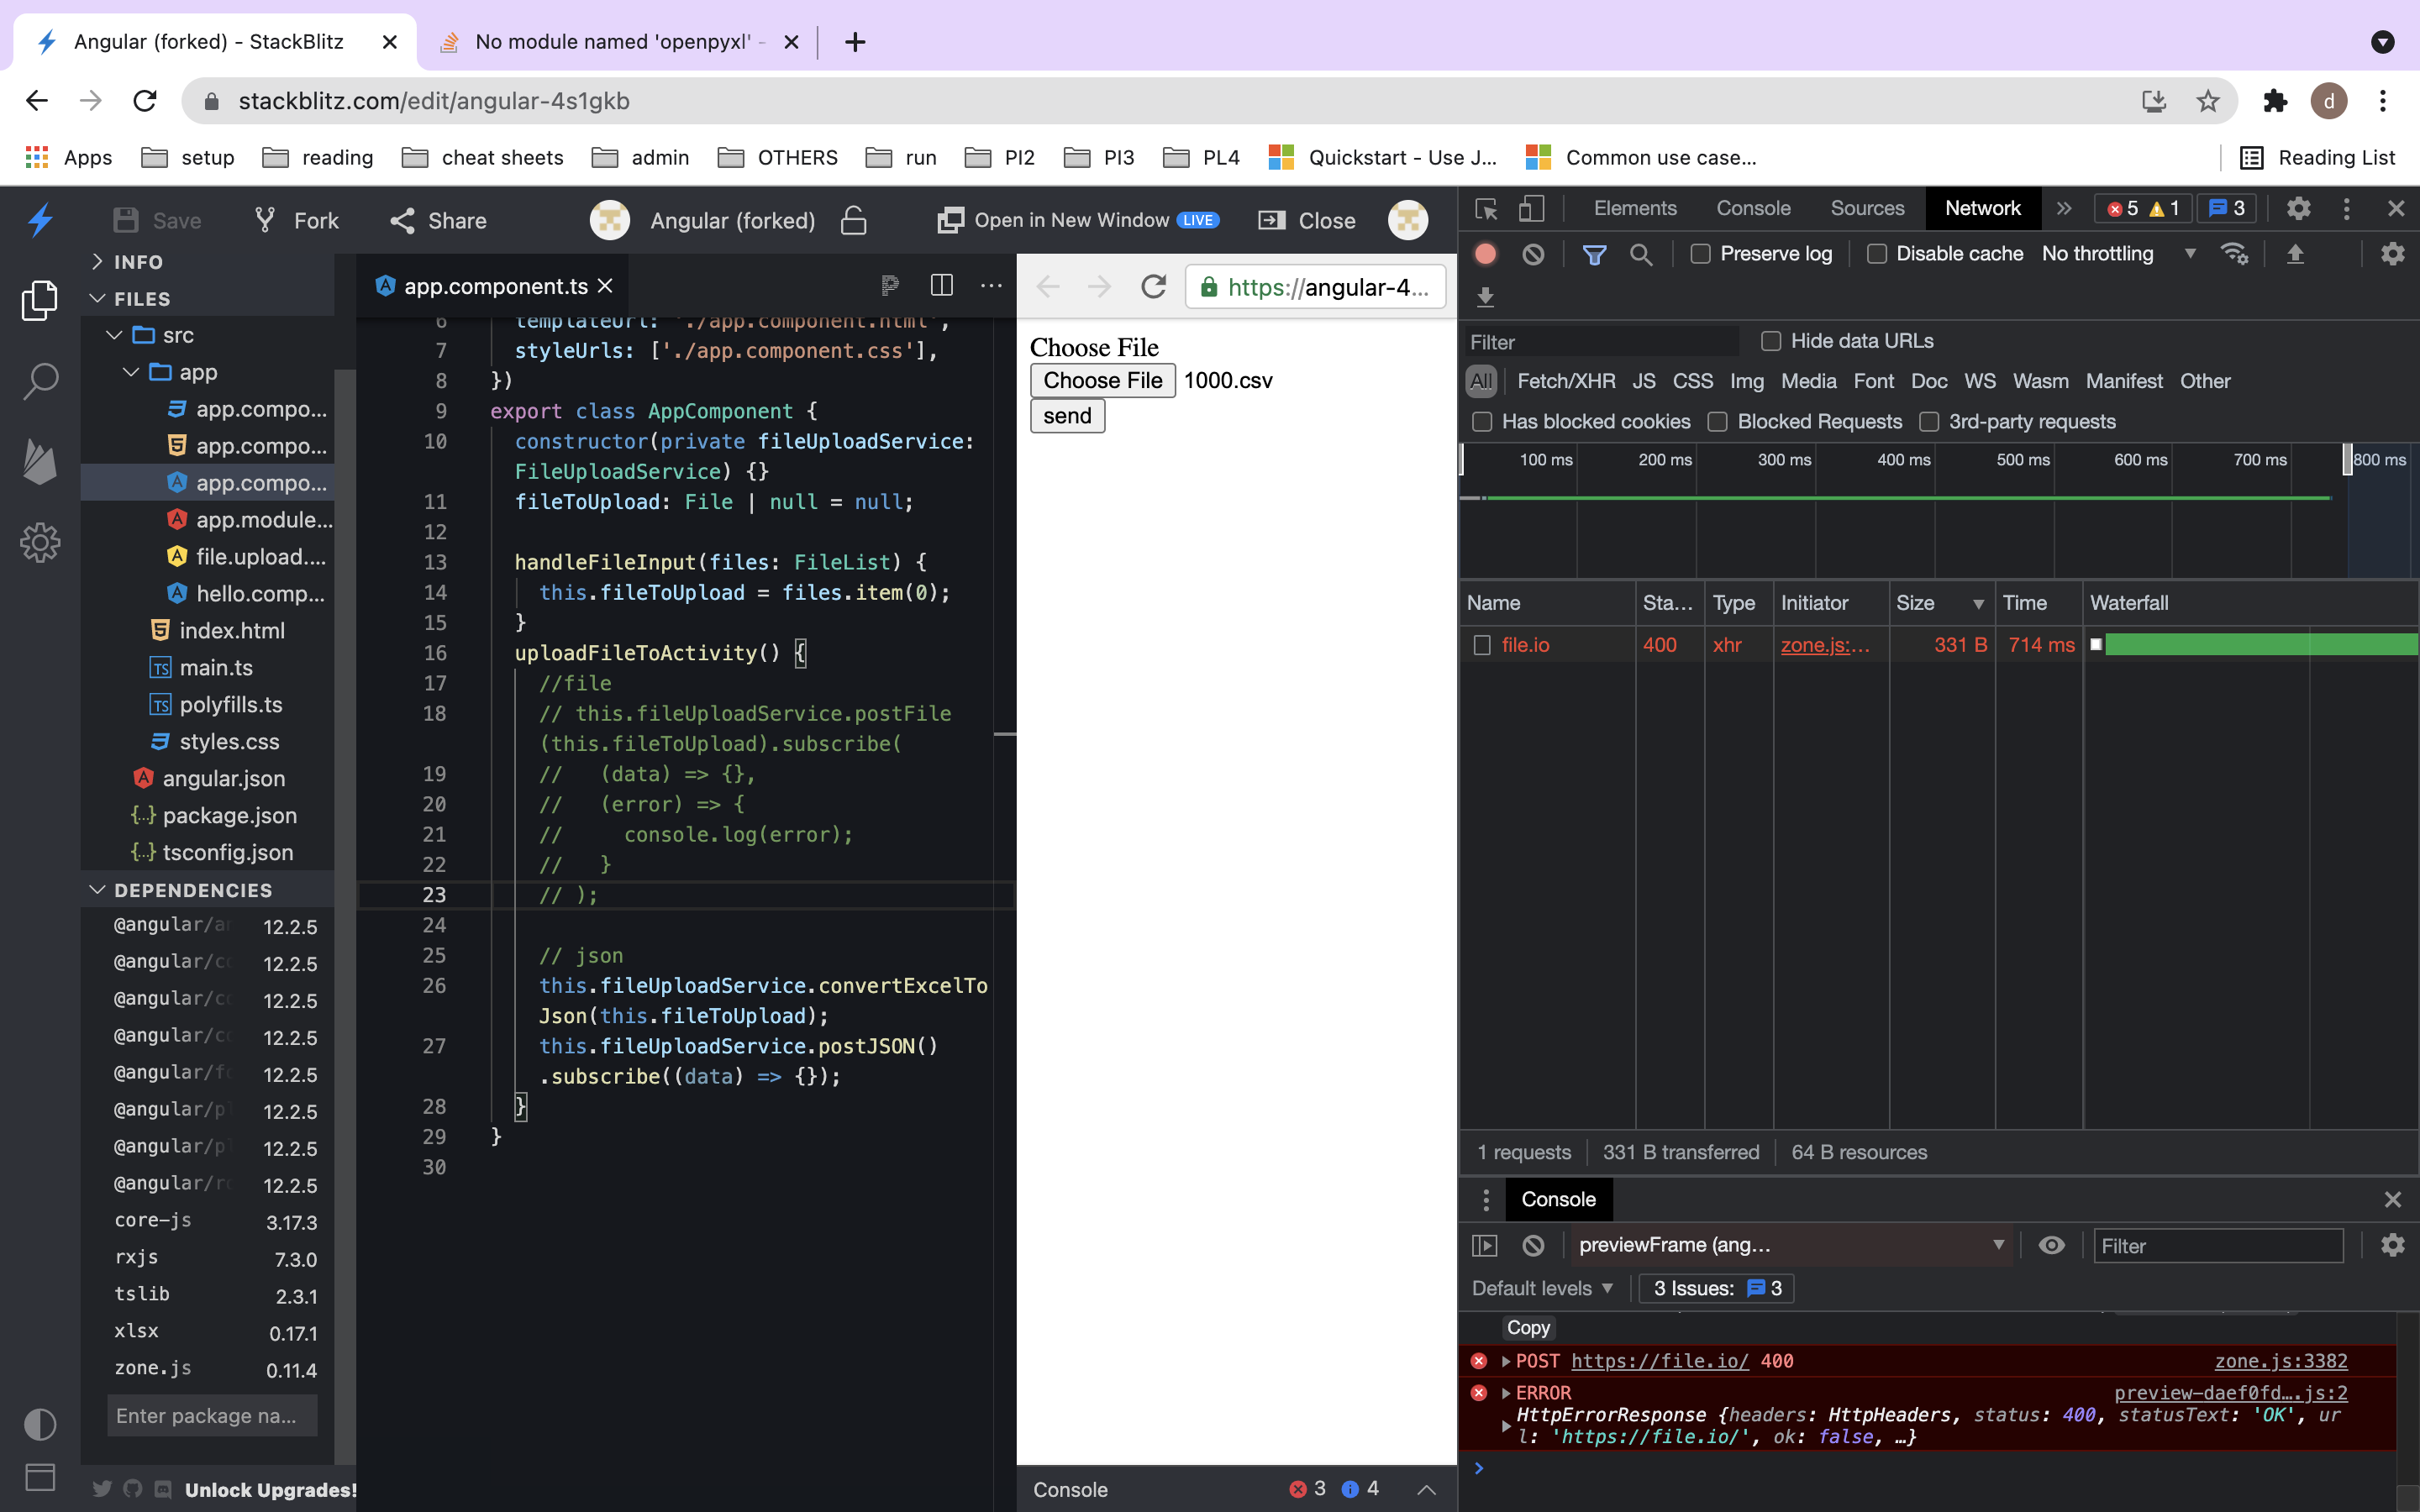 Angular (forked) - StackBlitz
No module named 'openpyxl' -
stackblitz.com/edit/angular-4s1gkb
d
Apps setup reading cheat sheets admin OTHERS run PI2 PI3 PL4 Quickstart - Use J... Common use case... Reading List
Save Fork Share Angular (forked) Open in New Window LIVE Close
INFO
FILES
src
app
app.compo...
app.compo...
app.compo...
app.module...
file.upload....
hello.comp...
index.html
TS main.ts
TS polyfills.ts
styles.css
angular.json
{..} package.json
{..} tsconfig.json
DEPENDENCIES
@angular/ 12.2.5
@angular/ 12.2.5
@angular/ 12.2.5
@angular/ 12.2.5
@angular/ 12.2.5
@angular/ 12.2.5
@angular/ 12.2.5
@angular/ 12.2.5
core-js 3.17.3
rxjs 7.3.0
tslib 2.3.1
xlsx 0.17.1
zone.js 0.11.4
Enter package na...
Unlock Upgrades!
app.component.ts
6 templateUrl: './app.component.html',
7 styleUrls: ['./app.component.css'],
8 })
9 export class AppComponent {
10 constructor(private fileUploadService:
FileUploadService) {}
11 fileToUpload: File | null = null;
12
13 handleFileInput(files: FileList) {
14 this.fileToUpload = files.item(0);
15 }
16 uploadFileToActivity() {
17 //file
18 // this.fileUploadService.postFile
(this.fileToUpload).subscribe(
19 // (data) => {},
20 // (error) => {
21 // console.log(error);
22 // }
23 // );
24
25 // json
26 this.fileUploadService.convertExcelTo
Json(this.fileToUpload);
27 this.fileUploadService.postJSON()
.subscribe((data) => {});
28 }
29 }
30
https://angular-4...
Choose File
Choose File 1000.csv
send
Console 3 4
Elements Console Sources Network 5 1 3
Preserve log Disable cache No throttling
Filter Hide data URLs
All Fetch/XHR JS CSS Img Media Font Doc WS Wasm Manifest Other
Has blocked cookies Blocked Requests 3rd-party requests
100 ms 200 ms 300 ms 400 ms 500 ms 600 ms 700 ms 800 ms
Name Sta... Type Initiator Size Time Waterfall
file.io 400 xhr zone.js:... 331 B 714 ms
1 requests 331 B transferred 64 B resources
Console
previewFrame (ang... Filter
Default levels 3 Issues: 3
Copy
POST https://file.io/ 400 zone.js:3382
ERROR preview-daef0fd….js:2
HttpErrorResponse {headers: HttpHeaders, status: 400, statusText: 'OK', ur
l: 'https://file.io/', ok: false, …}